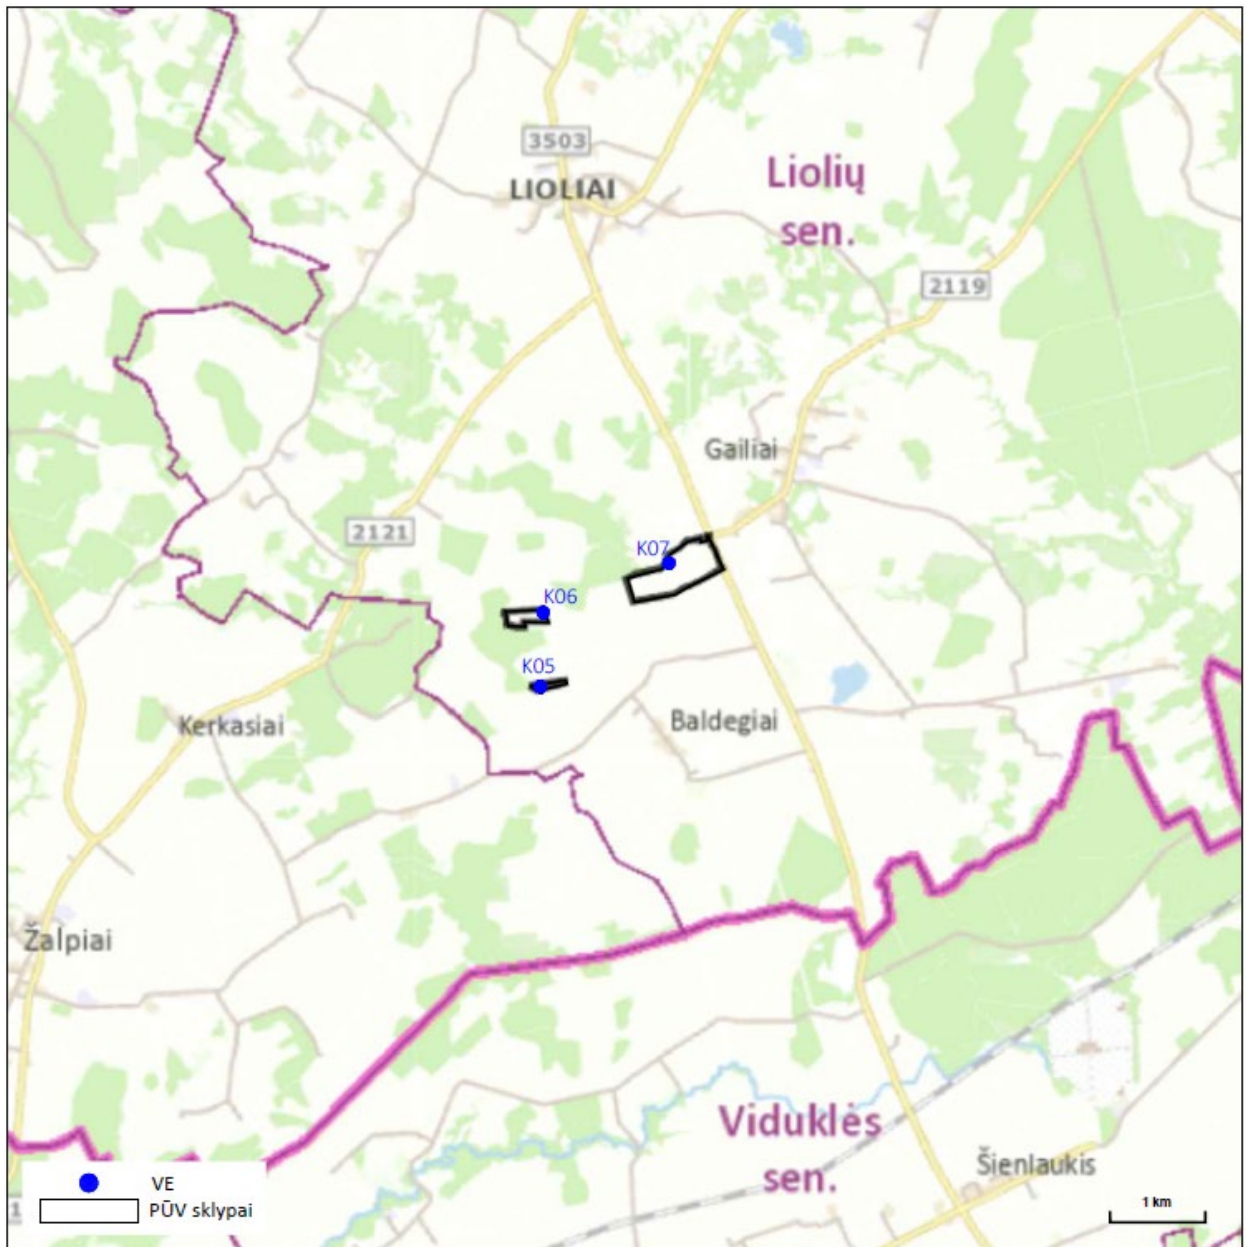 3503
LIOLIAI
Liolių
sen.
2119
Gailiai
2121
K07
K06
K05
Kerkasiai
Baldegiai
Žalpiai
Viduklės
sen.
Šienlaukis
VE
PŪV sklypai
1 km